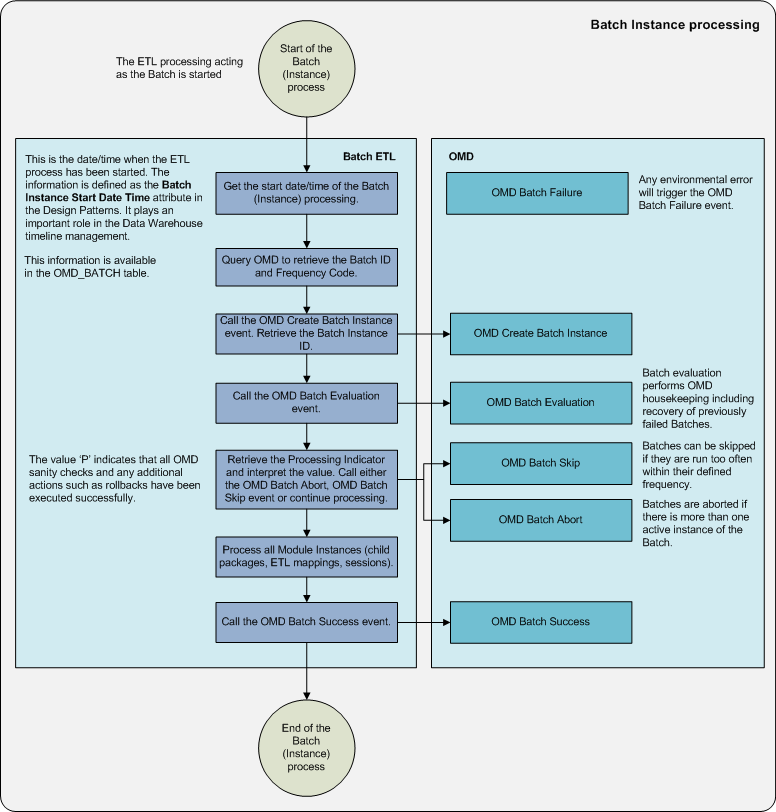 Batch Instance processing
The ETL processing acting
as the Batch is started
Start of the
Batch
(Instance)
process
Batch ETL
This is the date/time when the ETL
process has been started. The
information is defined as the Batch
Instance Start Date Time attribute in
the Design Patterns. It plays an
important role in the Data Warehouse
timeline management.
Get the start date/time of the Batch
(Instance) processing.
This information is available
in the OMD_BATCH table.
Query OMD to retrieve the Batch ID
and Frequency Code.
Call the OMD Create Batch Instance
event. Retrieve the Batch Instance
ID.
Call the OMD Batch Evaluation
event.
The value ‘P’ indicates that all OMD
sanity checks and any additional
actions such as rollbacks have been
executed successfully.
Retrieve the Processing Indicator
and interpret the value. Call either
the OMD Batch Abort, OMD Batch
Skip event or continue processing.
Process all Module Instances (child
packages, ETL mappings, sessions).
Call the OMD Batch Success event.
OMD
OMD Batch Failure
Any environmental error
will trigger the OMD
Batch Failure event.
OMD Create Batch Instance
OMD Batch Evaluation
Batch evaluation
performs OMD
housekeeping including
recovery of previously
failed Batches.
OMD Batch Skip
Batches can be skipped
if they are run too often
within their defined
frequency.
OMD Batch Abort
Batches are aborted if
there is more than one
active instance of the
Batch.
OMD Batch Success
End of the
Batch
(Instance)
process